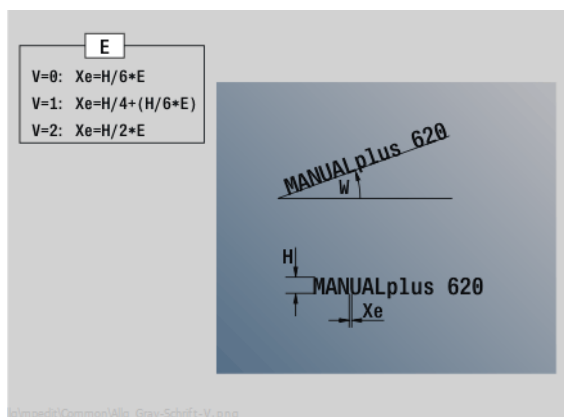 E
V=0: Xe=H/6*E
V=1: Xe=H/4+(H/6*E)
V=2: Xe=H/2*E
MANUALplus 620
W
H
MANUALplus 620
Xe